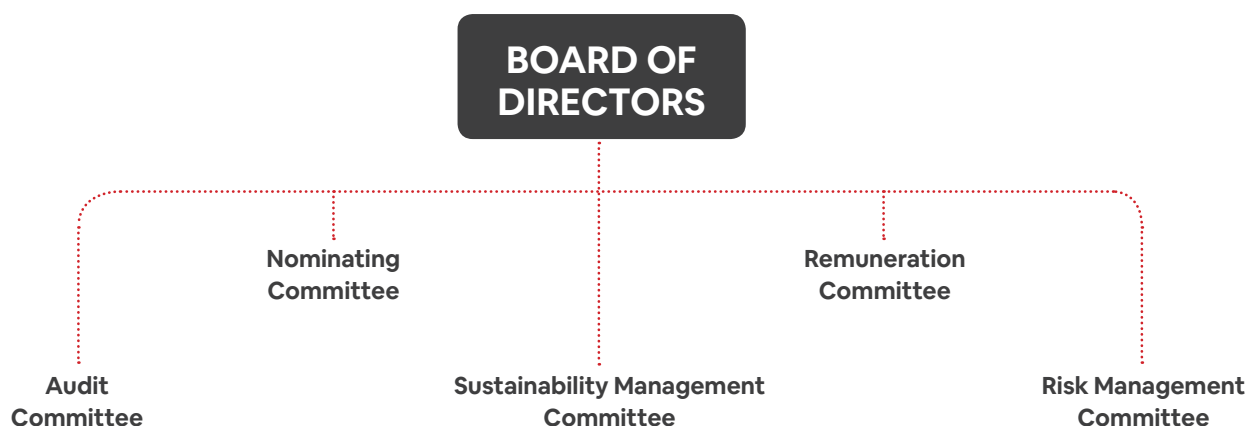 BOARD OF
DIRECTORS
Nominating
Committee
Remuneration
Committee
Audit
Committee
Sustainability Management
Committee
Risk Management
Committee